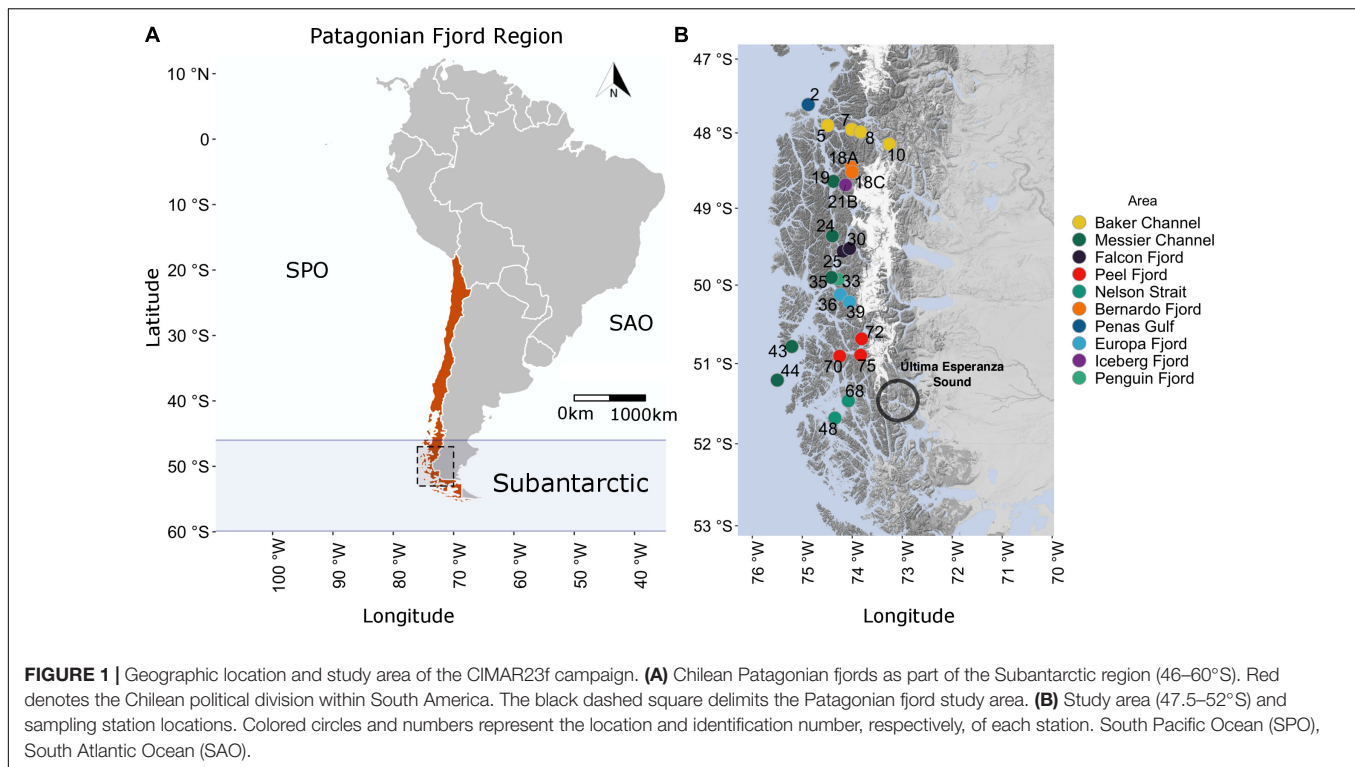 A
Patagonian Fjord Region
N
10 °N
0
10 °S
20 °S
30 °S
40 °S
50 °S
60 °S
Latitude
SPO
SAO
0km 1000km
Subantarctic
100 °W
90 °W
80 °W
70 °W
60 °W
50 °W
40 °W
Longitude
B
47° S
48° S
49° S
50° S
51° S
52° S
53° S
2
5
7
8
10
18A
18C
19
21B
24
30
25
35
33
36
39
72
43
70
75
44
68
48
Última Esperanza
Sound
76 °W
75 °W
74 °W
73 °W
72 °W
71 °W
70 °W
Longitude
Area
Baker Channel
Messier Channel
Falcon Fjord
Peel Fjord
Nelson Strait
Bernardo Fjord
Penas Gulf
Europa Fjord
Iceberg Fjord
Penguin Fjord
FIGURE 1 | Geographic location and study area of the CIMAR23f campaign. (A) Chilean Patagonian fjords as part of the Subantarctic region (46–60°S). Red
denotes the Chilean political division within South America. The black dashed square delimits the Patagonian fjord study area. (B) Study area (47.5–52°S) and
sampling station locations. Colored circles and numbers represent the location and identification number, respectively, of each station. South Pacific Ocean (SPO),
South Atlantic Ocean (SAO).